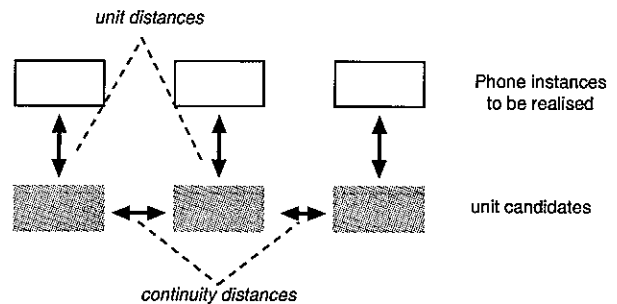 unit distances
Phone instances
to be realised
unit candidates
continuity distances